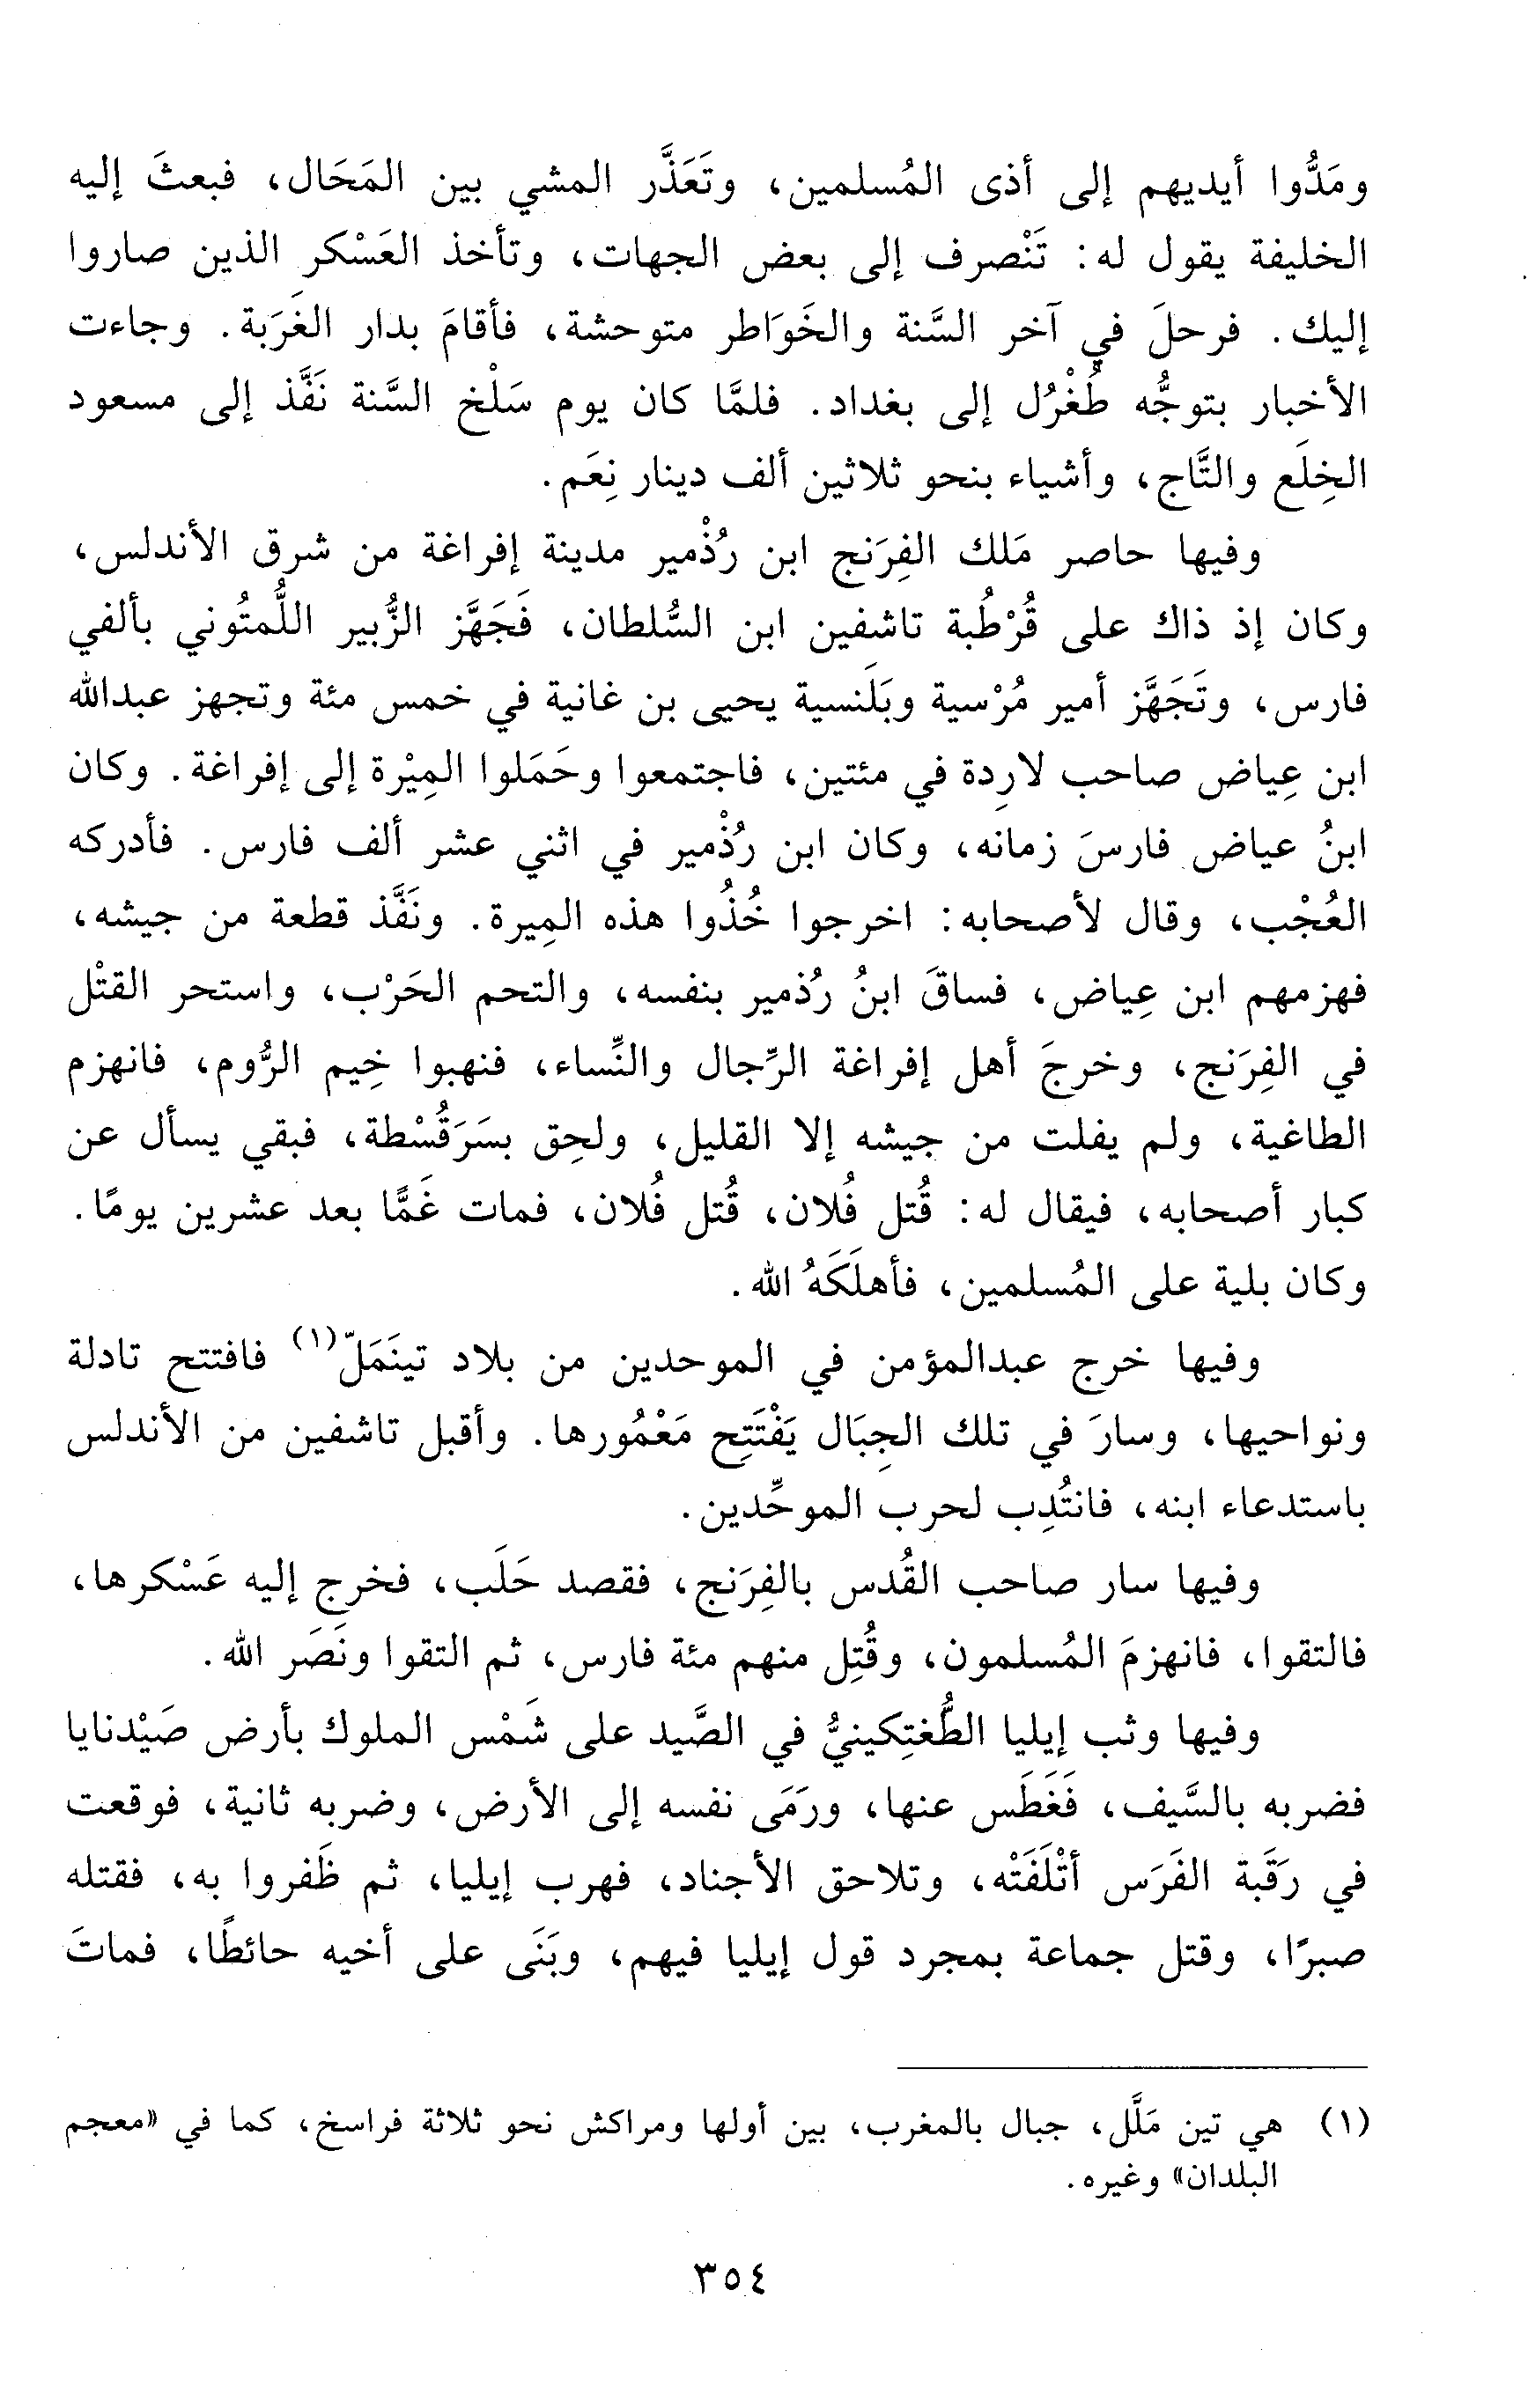 ومَدُّوا أيديهم إلى أذى المُسلمين، وتَعَذَّر المشي بين المَحَال، فبعثَ إليه
الخليفة يقول له: تَنْصرف إلى بعض الجهات، وتأخذ العَسْكر الذين صاروا
إليك. فرحلَ في آخر السَّنة والخَوَاطر متوحشة، فأقامَ بدار الغَرَبة. وجاءت
الأخبار بتوجُّه طُغْرُل إلى بغداد. فلمَّا كان يوم سَلْخ السَّنة نَفَّذ إلى مسعود
الخِلَع والتَّاج، وأشياء بنحو ثلاثين ألف دينار نِعَم.
وفيها حاصر مَلك الفِرَنج ابن رُذْمير مدينة إفراغة من شرق الأندلس،
وكان إذ ذاك على قُرْطُبة تاشفين ابن السُّلطان، فَجَهَّز الزُّبير اللُّمتُوني بألفي
فارس، وتَجَهَّز أمير مُرْسية وبَلَنسية يحيى بن غانية في خمس مئة وتجهز عبدالله
ابن عِياض صاحب لارِدة في مئتين، فاجتمعوا وحَمَلوا المِيْرة إلى إفراغة. وكان
ابنُ عياض فارسَ زمانه، وكان ابن رُذْمير في اثني عشر ألف فارس. فأدركه
العُجْب، وقال لأصحابه: اخرجوا خُذُوا هذه المِيرة. ونَفَّذ قطعة من جيشه،
فهزمهم ابن عِياض، فساقَ ابنُ رُذمير بنفسه، والتحم الحَرْب، واستحر القتْل
في الفِرَنج، وخرجَ أهل إفراغة الرِّجال والنِّساء، فنهبوا خِيم الرُّوم، فانهزم
الطاغية، ولم يفلت من جيشه إلا القليل، ولحِق بسَرَقُسْطة، فبقي يسأل عن
كبار أصحابه، فيقال له: قُتل فُلان، قُتل فُلان، فمات غَمًّا بعد عشرين يومًا.
وكان بلية على المُسلمين، فأهلَكَهُ الله.
وفيها خرج عبدالمؤمن في الموحدين من بلاد تينَمَلّ(١) فافتتح تادلة
ونواحيها، وسارَ في تلك الجِبَال يَفْتَتِح مَعْمُورها. وأقبل تاشفين من الأندلس
باستدعاء ابنه، فانتُدِب لحرب الموحِّدين.
وفيها سار صاحب القُدس بالفِرَنج، فقصد حَلَب، فخرج إليه عَسْكرها،
فالتقوا، فانهزمَ المُسلمون، وقُتِل منهم مئة فارس، ثم التقوا ونَصَر الله.
وفيها وثب إيليا الطُّغتِكينيُّ في الصَّيد على شَمْس الملوك بأرض صَيْدنايا
فضربه بالسَّيف، فَغَطَس عنها، ورَمَى نفسه إلى الأرض، وضربه ثانية، فوقعت
في رَقَبة الفَرَس أتْلَفَتْه، وتلاحق الأجناد، فهرب إيليا، ثم ظَفروا به، فقتله
صبرًا، وقتل جماعة بمجرد قول إيليا فيهم، وبَنَى على أخيه حائطًا، فماتَ
(١) هي تين مَلَّل، جبال بالمغرب، بين أولها ومراكش نحو ثلاثة فراسخ، كما في «معجم
البلدان» وغيره.
٣٥٤